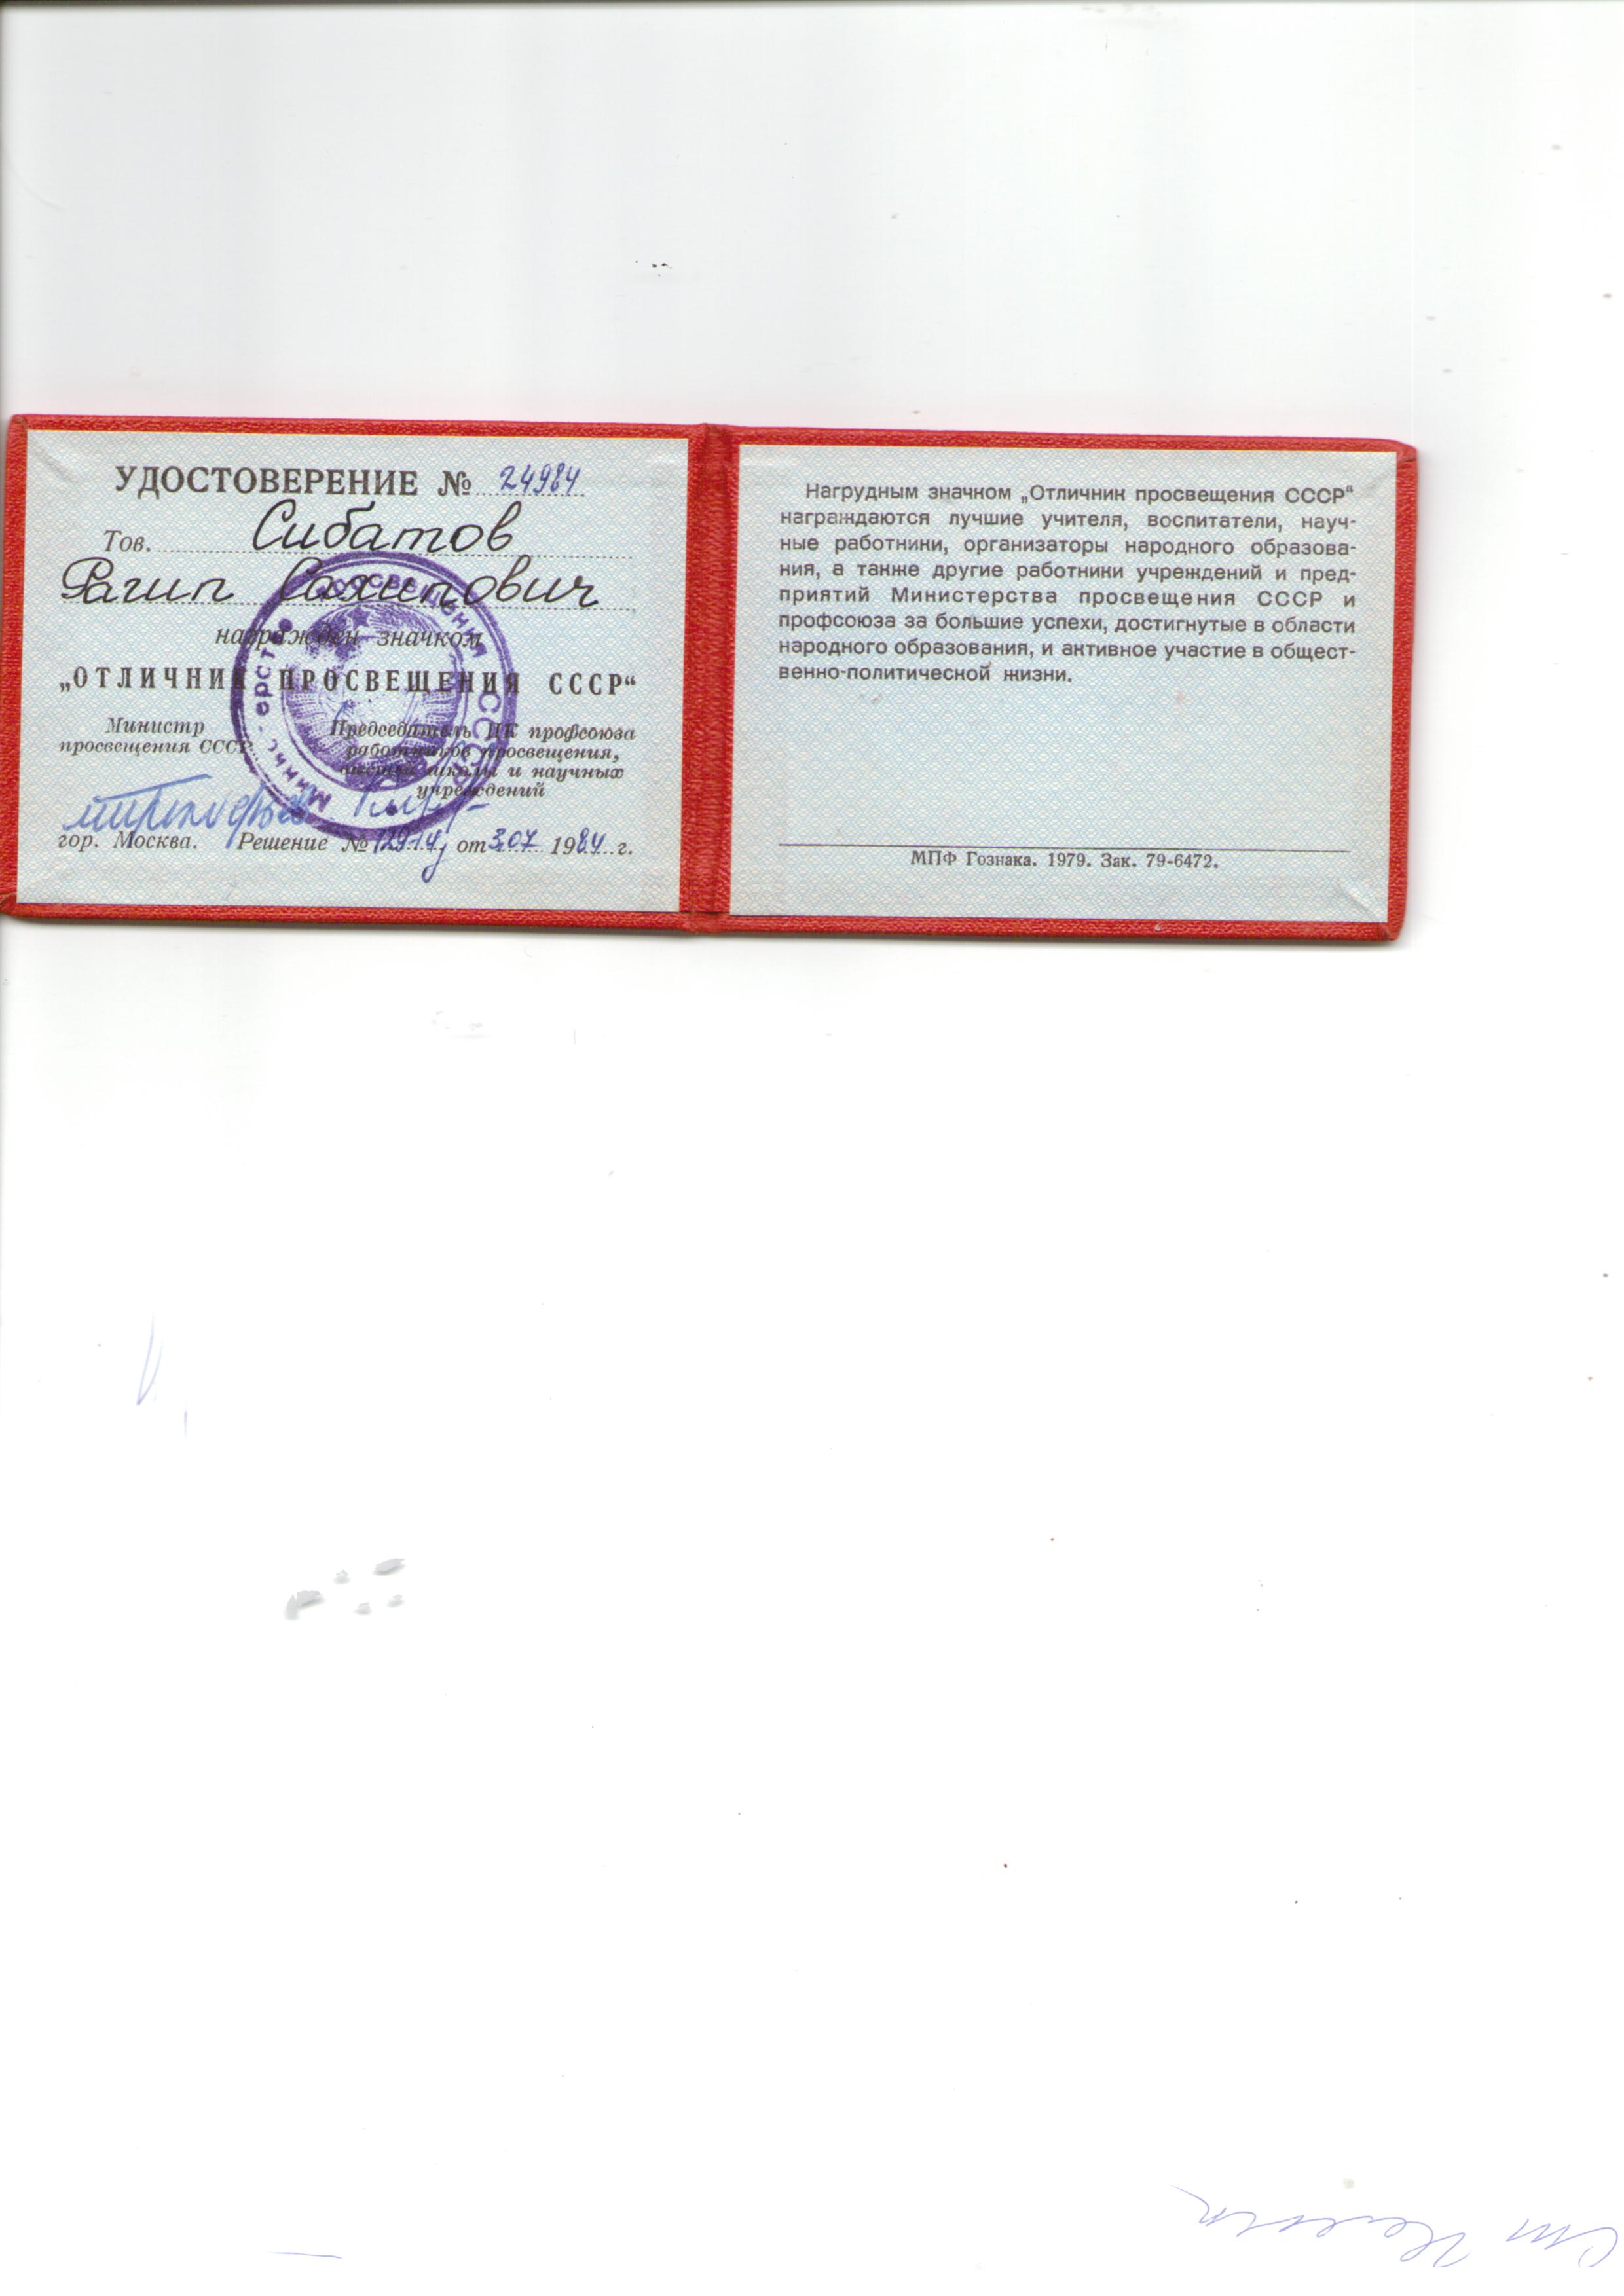 УДОСТОВЕРЕНИЕ № 24984
Тов. Сибатов
Рагип Сахипович
награжден значком
„ОТЛИЧНИК ПРОСВЕЩЕНИЯ СССР“
Министр
просвещения СССР
Председатель ЦК профсоюза
работников просвещения,
высшей школы и научных
учреждений
гор. Москва. Решение № от 3.07 1984 г.
Министерство просвещения СССР
Нагрудным значком „Отличник просвещения СССР“
награждаются лучшие учителя, воспитатели, науч-
ные работники, организаторы народного образова-
ния, а также другие работники учреждений и пред-
приятий Министерства просвещения СССР и
профсоюза за большие успехи, достигнутые в области
народного образования, и активное участие в общест-
венно-политической жизни.
МПФ Гознака. 1979. Зак. 79-6472.